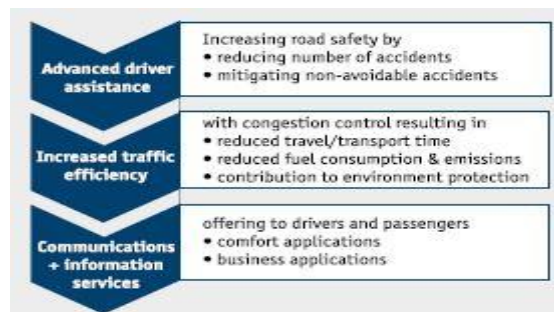 Advanced driver
assistance
Increasing road safety by
• reducing number of accidents
• mitigating non-avoidable accidents
Increased traffic
efficiency
with congestion control resulting in
• reduced travel/transport time
• reduced fuel consumption & emissions
• contribution to environment protection
Communications
+ information
services
offering to drivers and passengers
• comfort applications
• business applications